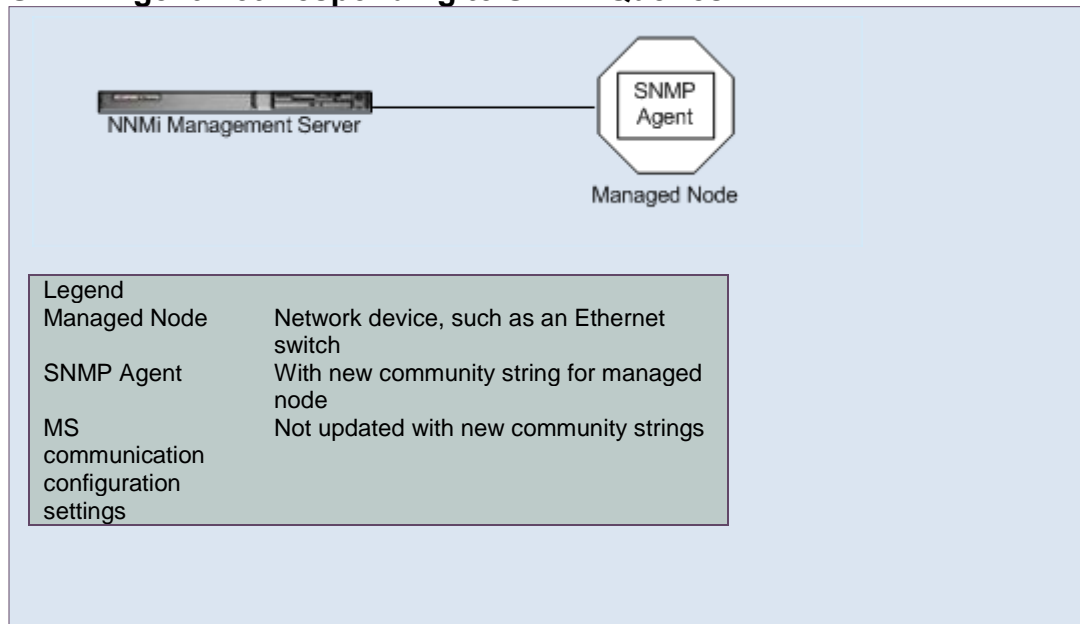 SNMP
Agent
NNMi Management Server
Managed Node
Legend
Managed Node Network device, such as an Ethernet
switch
SNMP Agent With new community string for managed
node
MS Not updated with new community strings
communication
configuration
settings